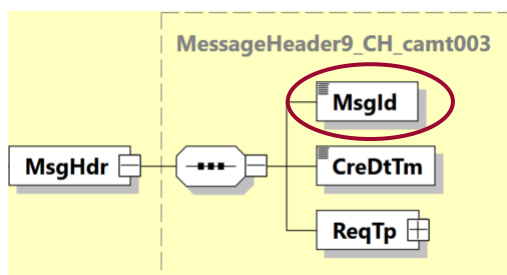 MessageHeader9_CH_camt003
MsgId
MsgHdr
CreDtTm
ReqTp